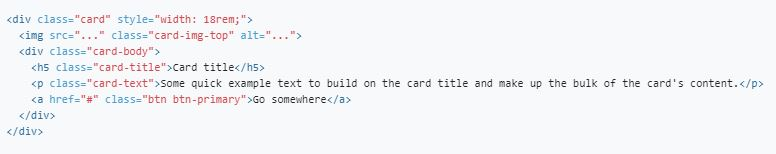 <div class="card" style="width: 18rem;">
  <img src="..." class="card-img-top" alt="...">
  <div class="card-body">
    <h5 class="card-title">Card title</h5>
    <p class="card-text">Some quick example text to build on the card title and make up the bulk of the card's content.</p>
    <a href="#" class="btn btn-primary">Go somewhere</a>
  </div>
</div>